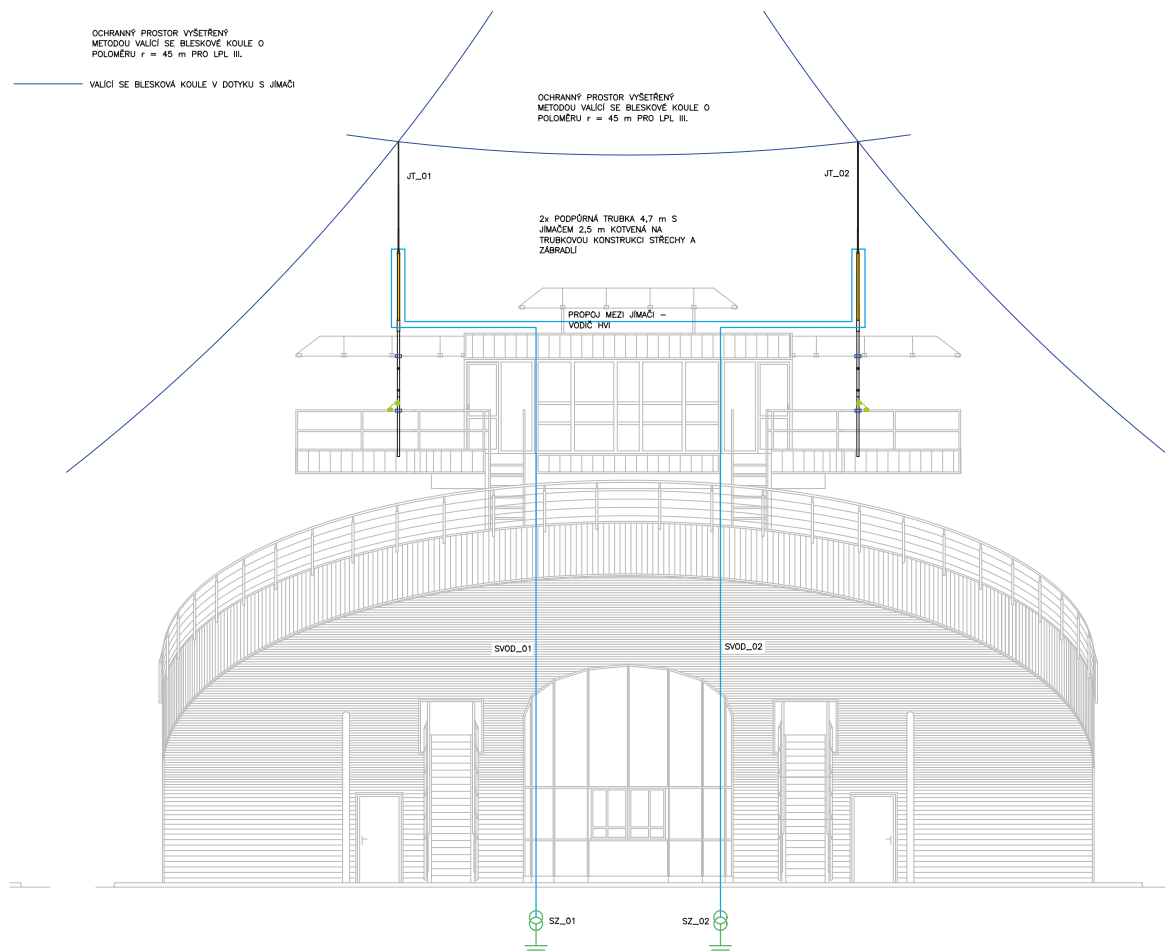 OCHRANNÝ PROSTOR VYŠETŘENÝ
METODOU VALÍCÍ SE BLESKOVÉ KOULE O
POLOMĚRU r = 45 m PRO LPL III.
VALÍCÍ SE BLESKOVÁ KOULE V DOTYKU S JÍMAČI
OCHRANNÝ PROSTOR VYŠETŘENÝ
METODOU VALÍCÍ SE BLESKOVÉ KOULE O
POLOMĚRU r = 45 m PRO LPL III.
JT_01
JT_02
2x PODPŮRNÁ TRUBKA 4,7 m S
JÍMAČEM 2,5 m KOTVENÁ NA
TRUBKOVOU KONSTRUKCI STŘECHY A
ZÁBRADLÍ
PROPOJ MEZI JÍMAČI –
VODIČ HVI
SVOD_01
SVOD_02
SZ_01
SZ_02